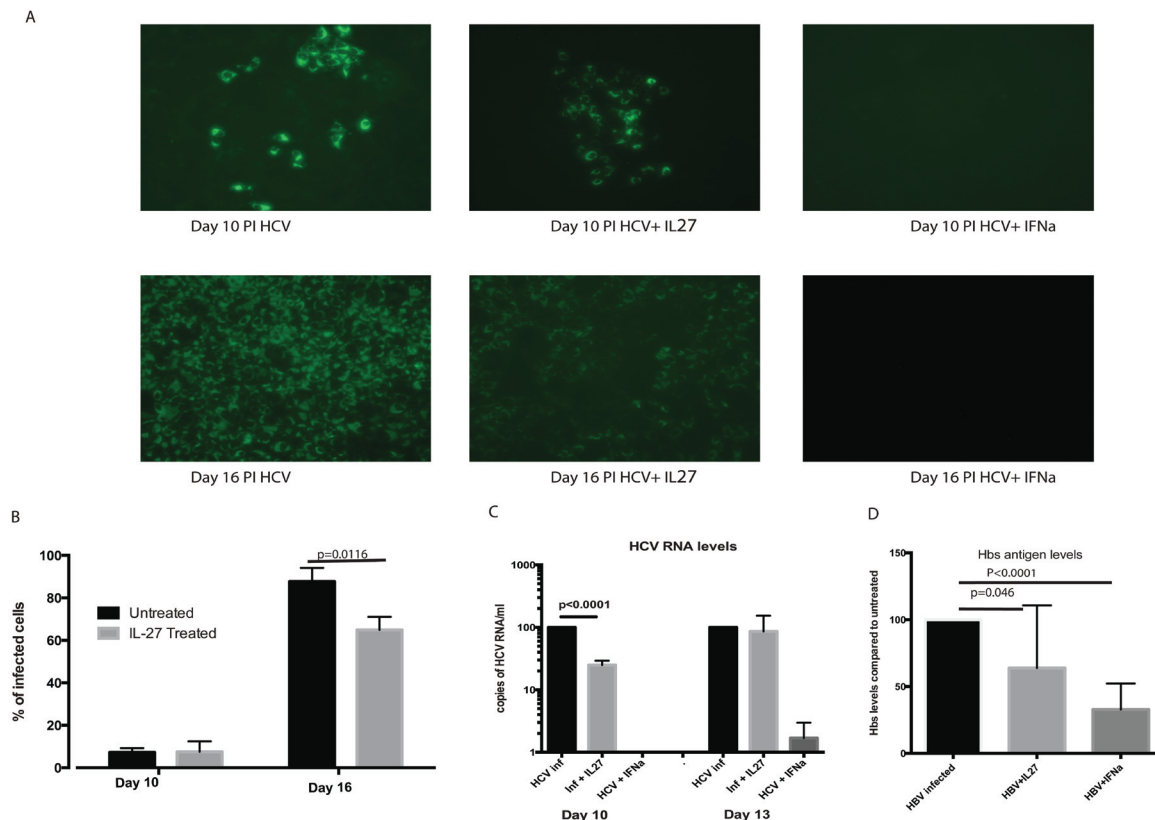 A
Day 10 PI HCV
Day 10 PI HCV+ IL27
Day 10 PI HCV+ IFNa
Day 16 PI HCV
Day 16 PI HCV+ IL27
Day 16 PI HCV+ IFNa
B
p=0.0116
100
80
60
40
20
0
% of infected cells
Untreated
IL-27 Treated
Day 10
Day 16
C
HCV RNA levels
1000
100
10
1
copies of HCV RNA/ml
p<0.0001
HCV inf
Inf + IL27
HCV + IFNa
.
HCV inf
Inf + IL27
HCV + IFNa
Day 10
Day 13
D
Hbs antigen levels
150
100
50
0
Hbs levels compared to untreated
P<0.0001
p=0.046
HBV infected
HBV+IL27
HBV+IFNa